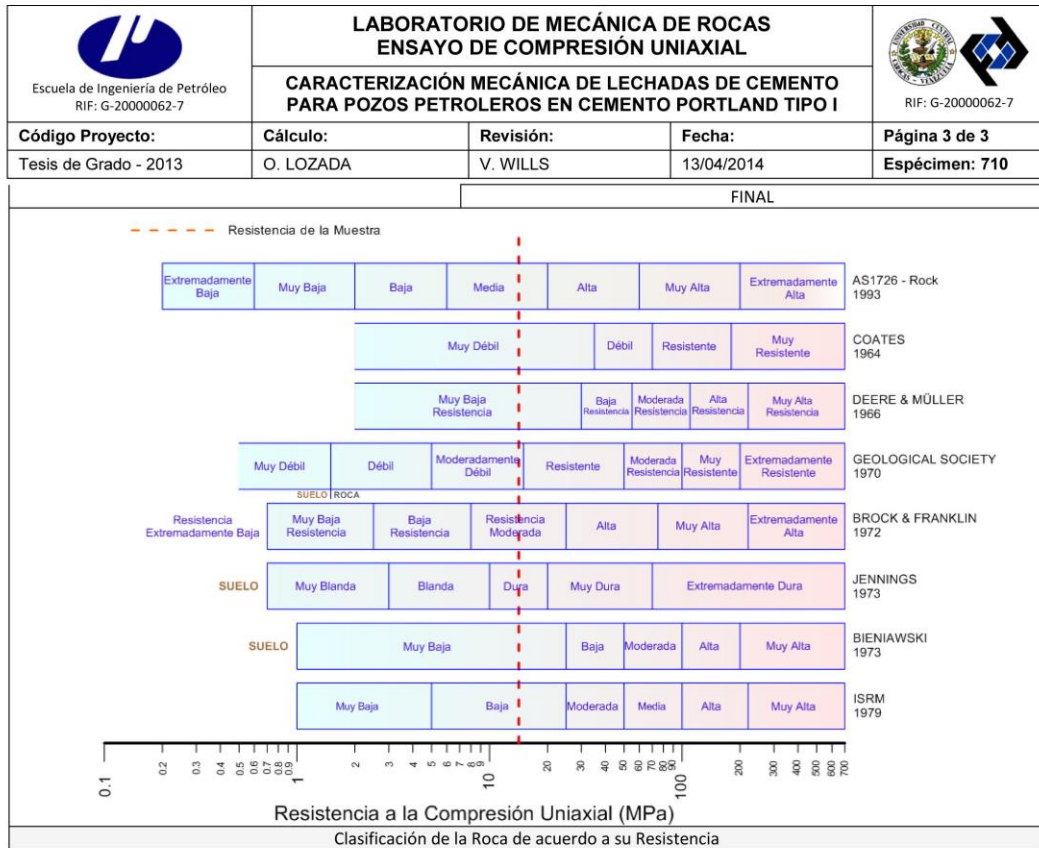 LABORATORIO DE MECÁNICA DE ROCAS
ENSAYO DE COMPRESIÓN UNIAXIAL
CARACTERIZACIÓN MECÁNICA DE LECHADAS DE CEMENTO
PARA POZOS PETROLEROS EN CEMENTO PORTLAND TIPO I
Escuela de Ingeniería de Petróleo
RIF: G-20000062-7
RIF: G-20000062-7
Código Proyecto: Cálculo: Revisión: Fecha: Página 3 de 3
Tesis de Grado - 2013 O. LOZADA V. WILLS 13/04/2014 Espécimen: 710
FINAL
Resistencia de la Muestra
Extremadamente Baja Muy Baja Baja Media Alta Muy Alta Extremadamente Alta AS1726 - Rock
1993
Muy Débil Débil Resistente Muy Resistente COATES
1964
Muy Baja Resistencia Baja Resistencia Moderada Resistencia Alta Resistencia Muy Alta Resistencia DEERE & MÜLLER
1966
Muy Débil Débil Moderadamente Débil Resistente Moderada Resistencia Muy Resistente Extremadamente Resistente GEOLOGICAL SOCIETY
1970
SUELO ROCA
Resistencia Extremadamente Baja Muy Baja Resistencia Baja Resistencia Resistencia Moderada Alta Muy Alta Extremadamente Alta BROCK & FRANKLIN
1972
SUELO Muy Blanda Blanda Dura Muy Dura Extremadamente Dura JENNINGS
1973
SUELO Muy Baja Baja Moderada Alta Muy Alta BIENIAWSKI
1973
Muy Baja Baja Moderada Media Alta Muy Alta ISRM
1979
0.1 0.2 0.3 0.4 0.5 0.6 0.7 0.8 0.9 1 2 3 4 5 6 7 8 9 10 20 30 40 50 60 70 80 90 100 200 300 400 500 600 700
Resistencia a la Compresión Uniaxial (MPa)
Clasificación de la Roca de acuerdo a su Resistencia